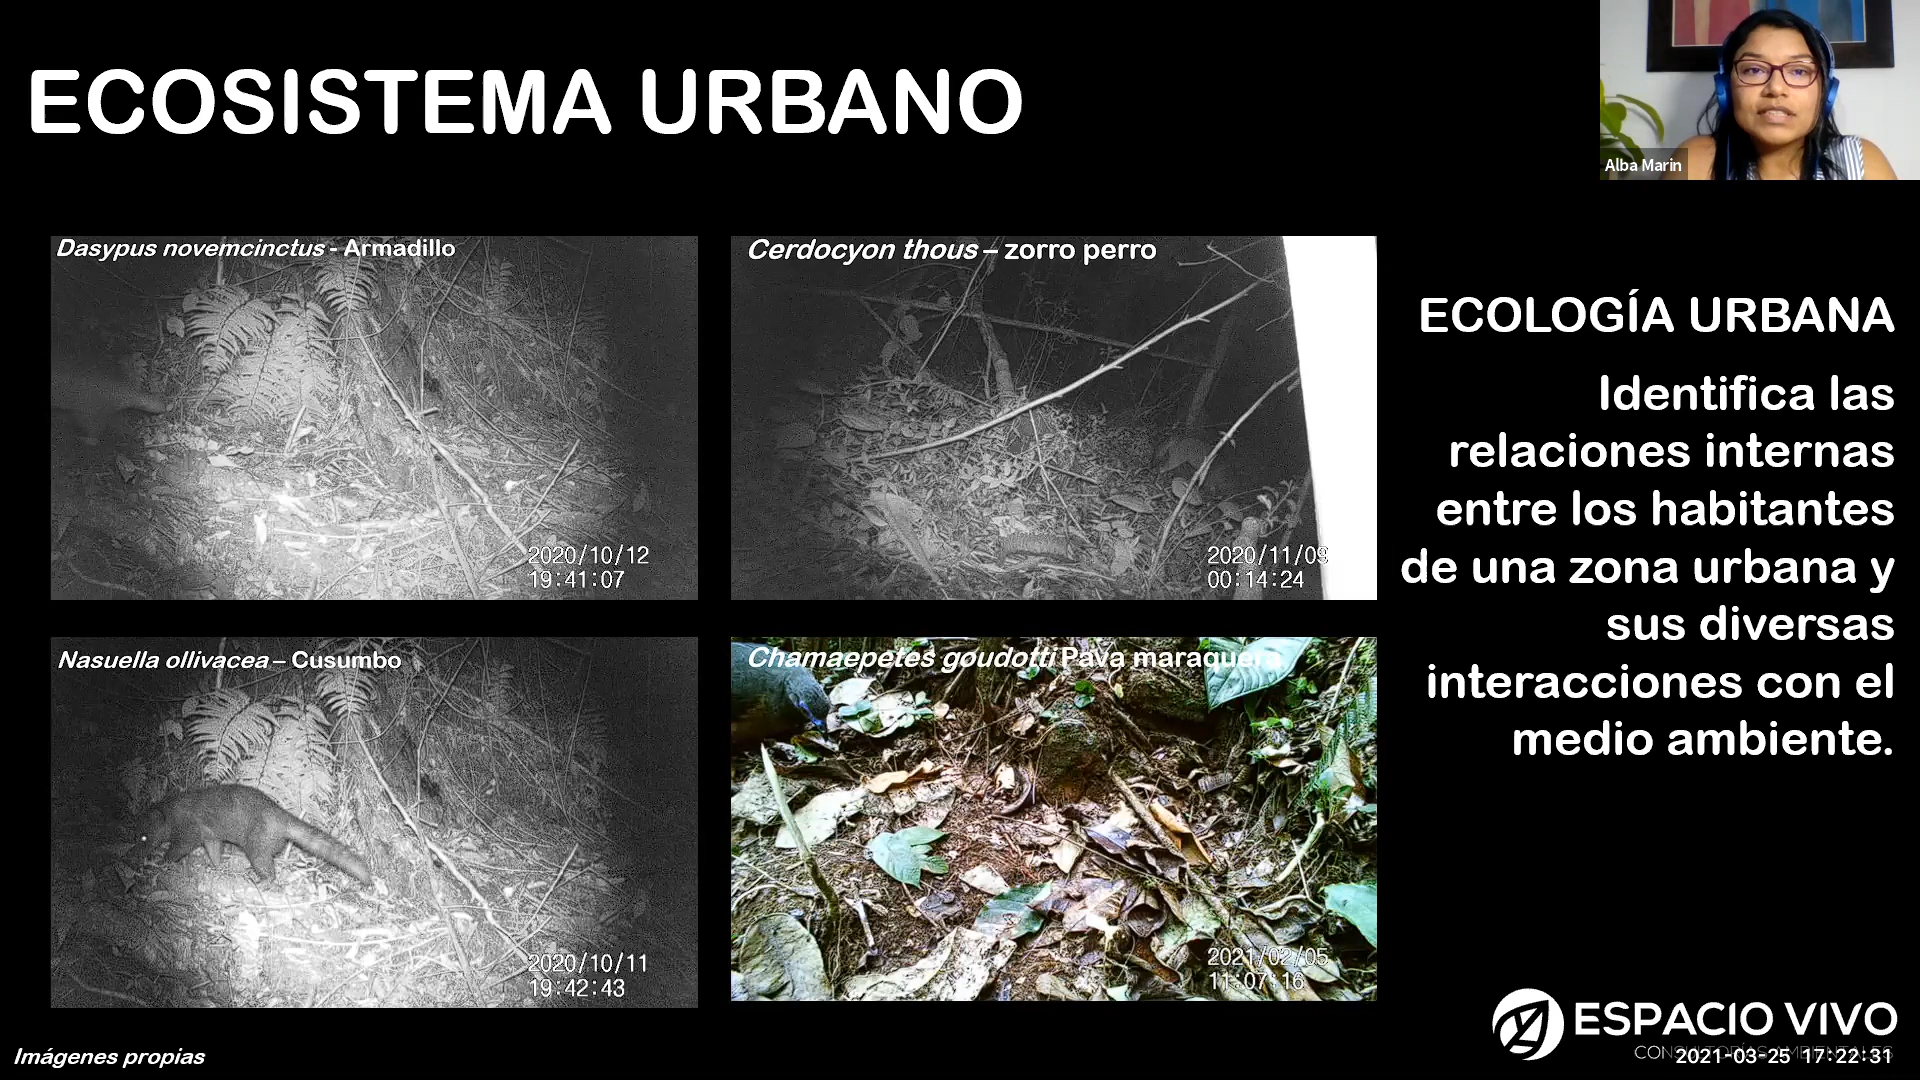 ECOSISTEMA URBANO
Alba Marin
Dasypus novemcinctus - Armadillo
2020/10/12
19:41:07
Cerdocyon thous – zorro perro
2020/11/09
00:14:24
Nasuella ollivacea – Cusumbo
2020/10/11
19:42:43
Chamaepetes goudotti Pava maraquera
2021/02/05
11:07:16
ECOLOGÍA URBANA
Identifica las
relaciones internas
entre los habitantes
de una zona urbana y
sus diversas
interacciones con el
medio ambiente.
Imágenes propias
ESPACIO VIVO
CONSULTORÍAS AMBIENTALES
2021-03-25 17:22:31